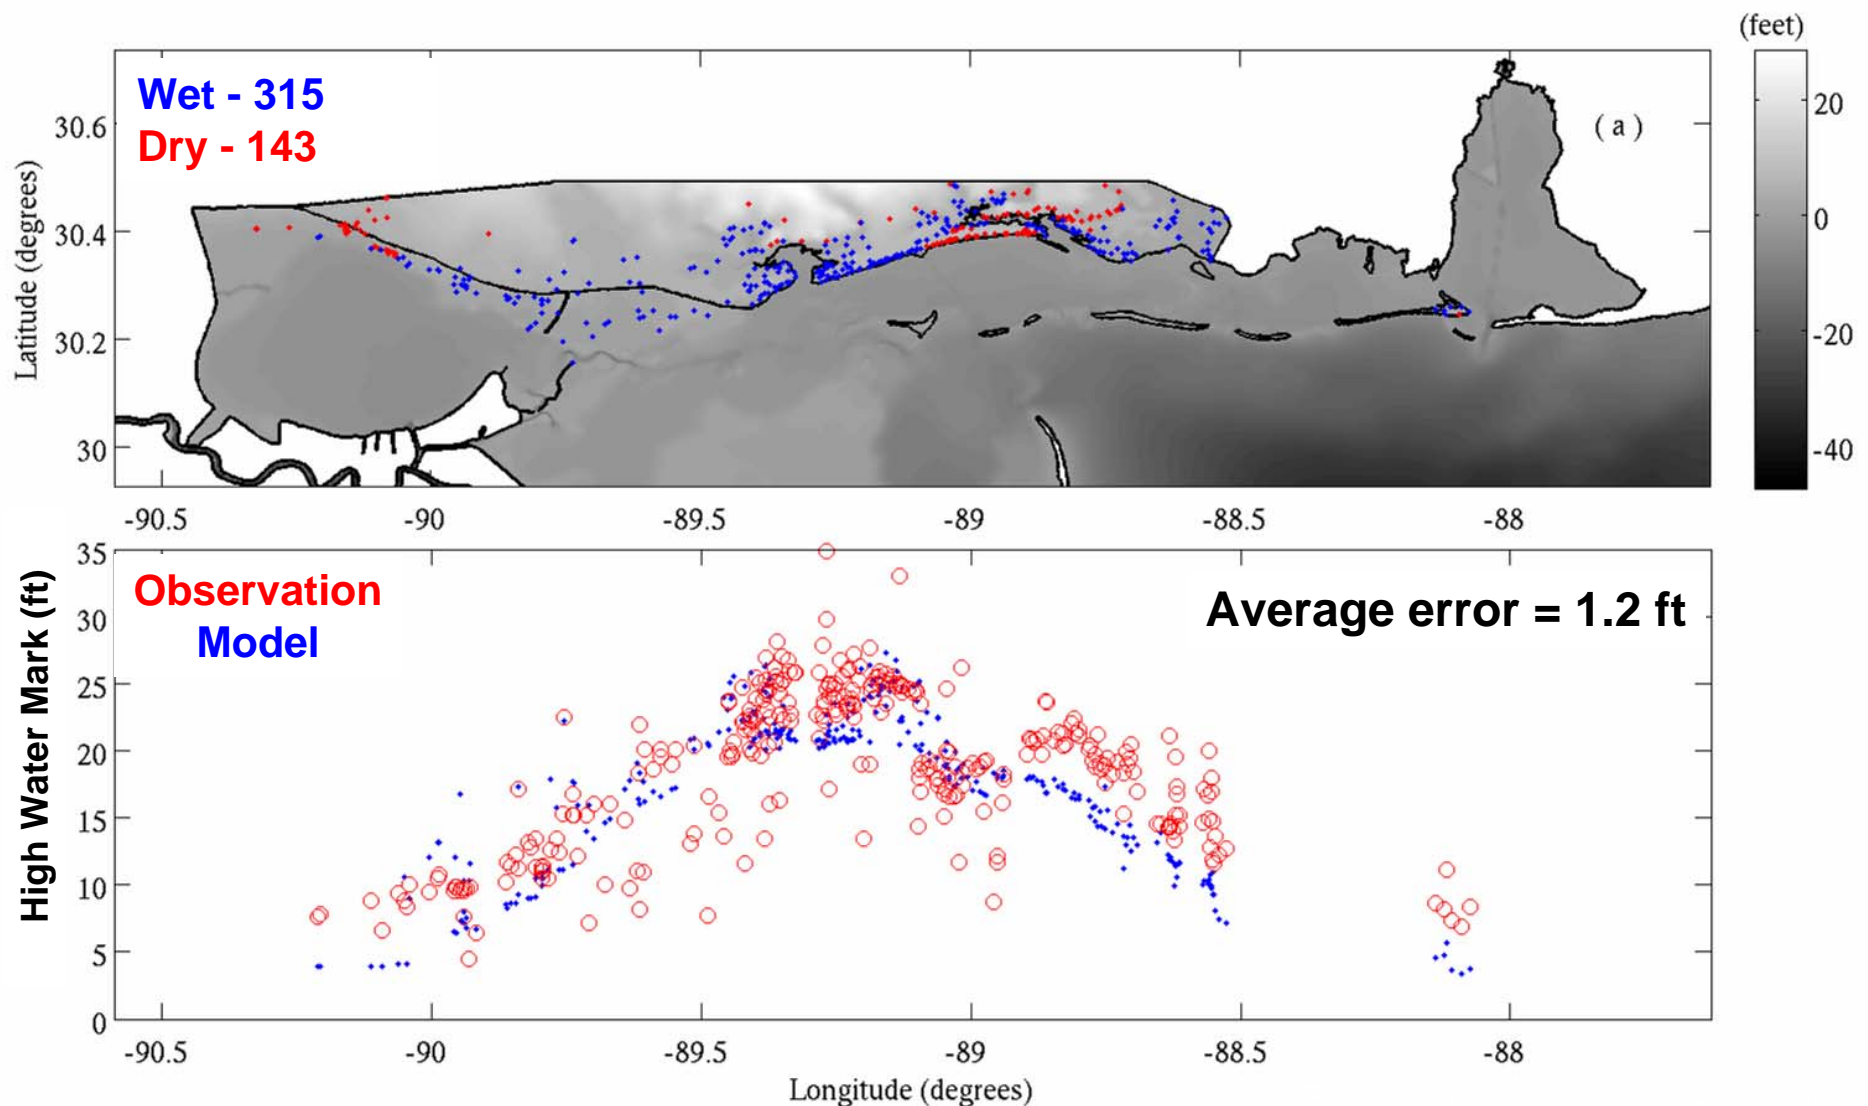 (feet)
Wet - 315
Dry - 143
(a)
Latitude (degrees)
30.6
30.4
30.2
30
20
0
-20
-40
-90.5 -90 -89.5 -89 -88.5 -88
Observation
Model
Average error = 1.2 ft
High Water Mark (ft)
35
30
25
20
15
10
5
0
-90.5 -90 -89.5 -89 -88.5 -88
Longitude (degrees)